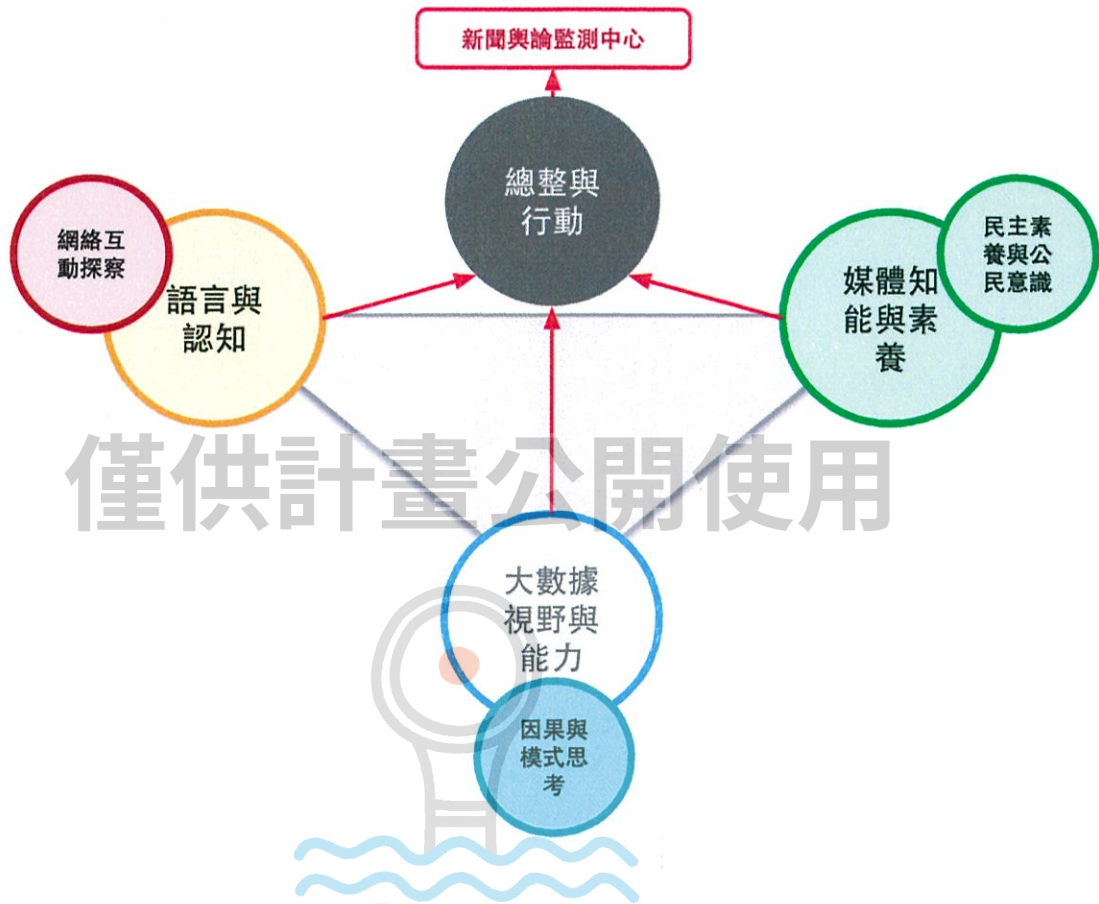 新聞輿論監測中心
總整與
行動
網絡互
動探察
語言與
認知
媒體知
能與素
養
民主素
養與公
民意識
僅供計畫公開使用
大數據
視野與
能力
因果與
模式思
考